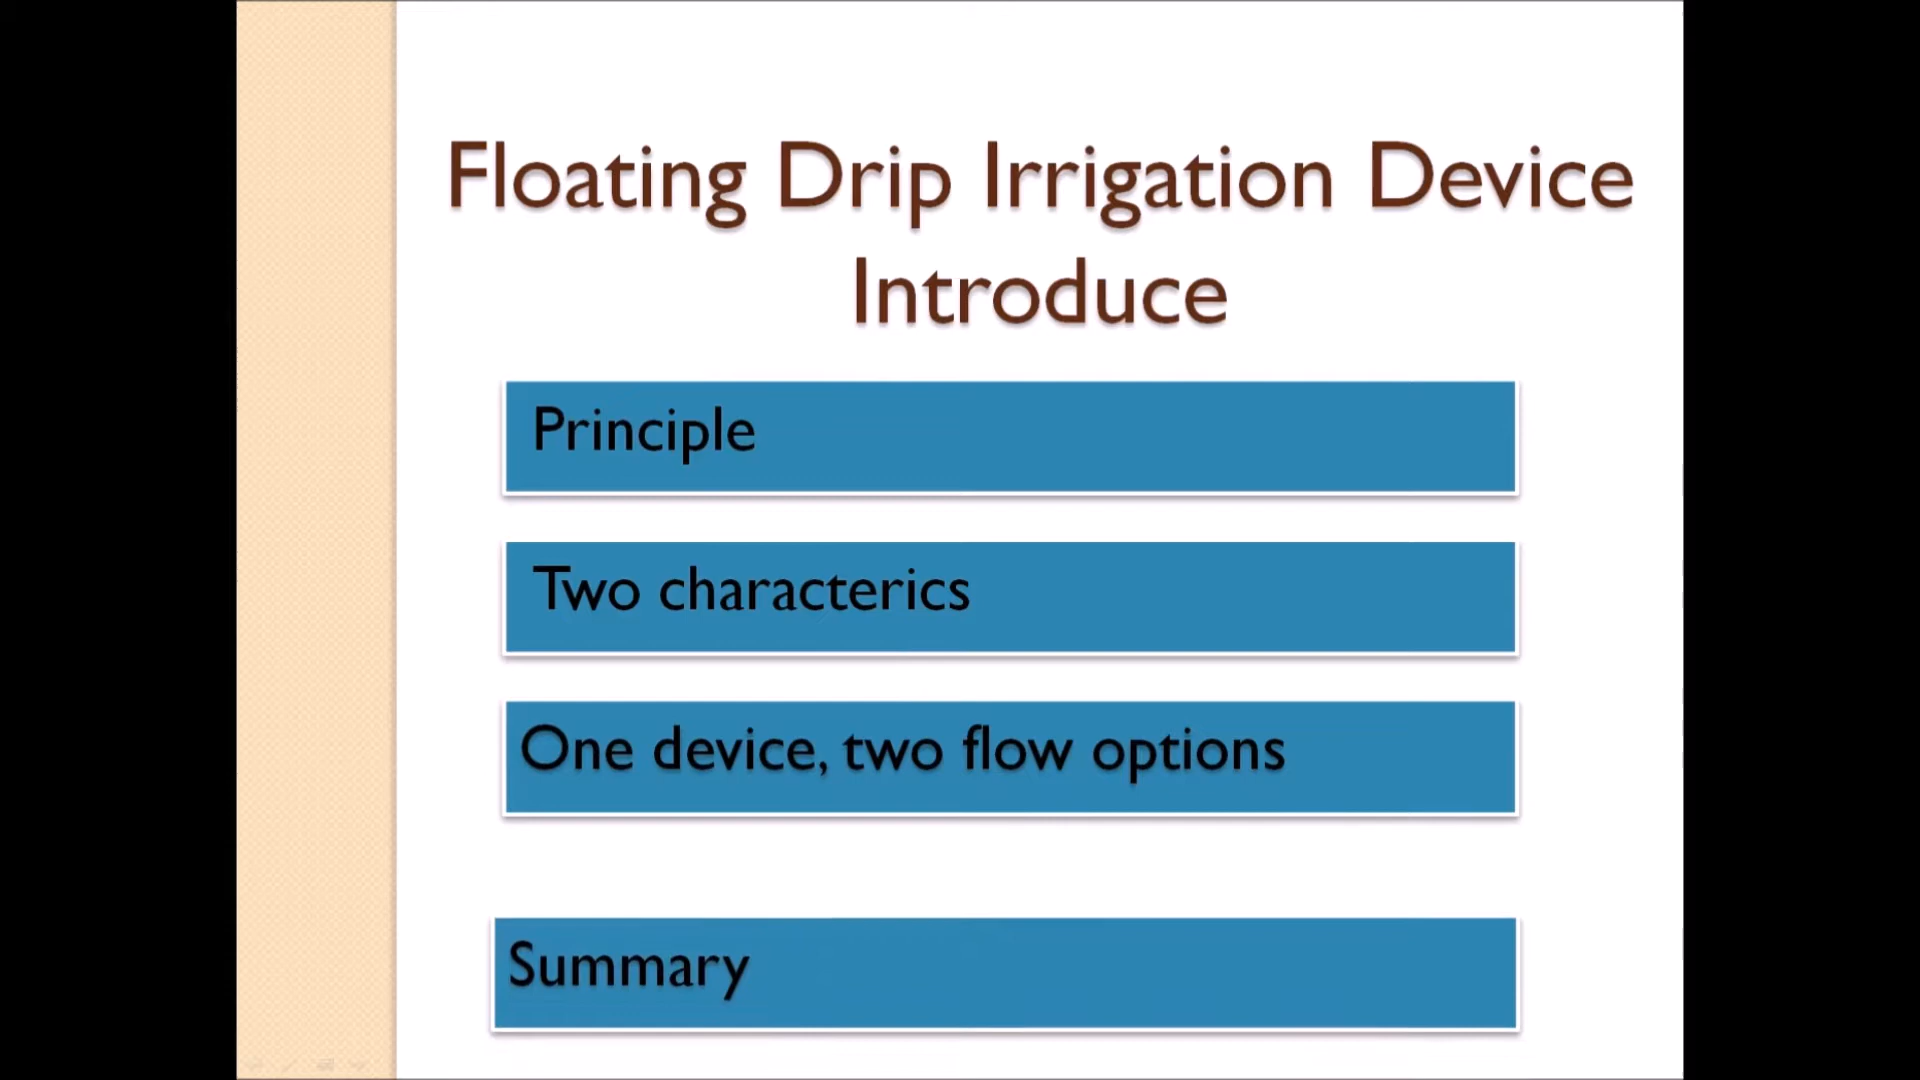 Floating Drip Irrigation Device
Introduce
Principle
Two characterics
One device, two flow options
Summary